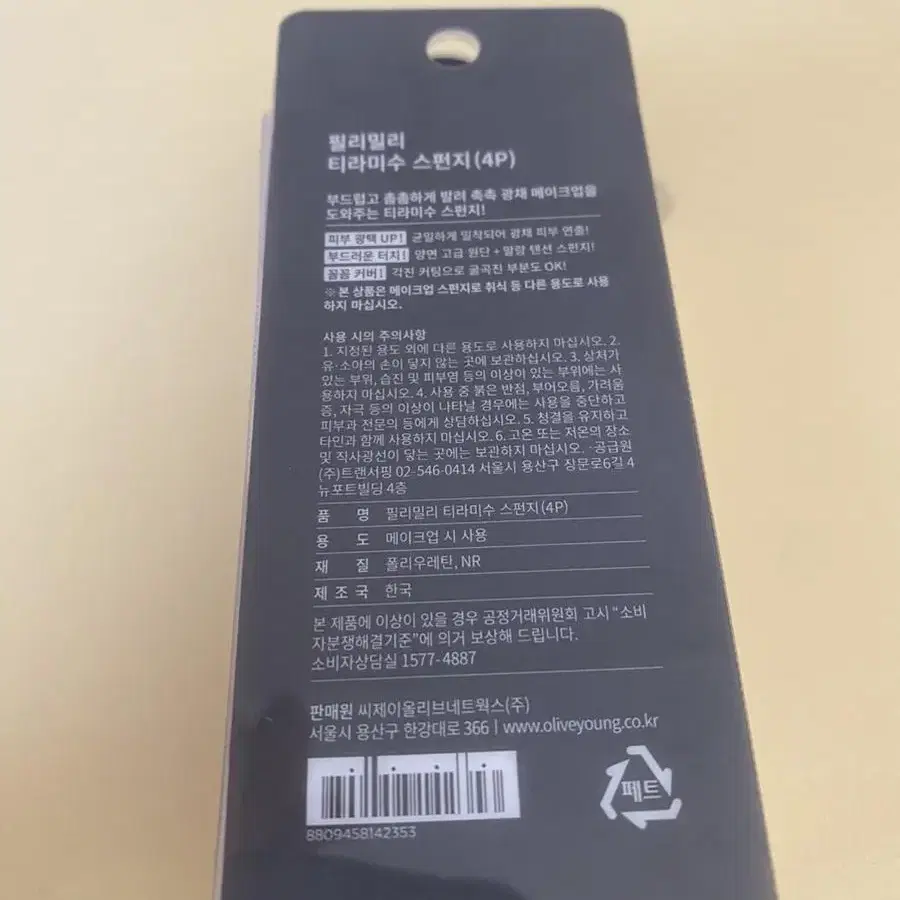 필리밀리
티라미수 스펀지(4P)
부드럽고 촘촘하게 발려 촉촉 광채 메이크업을
도와주는 티라미수 스펀지!
피부 광택 UP! 균일하게 밀착되어 광채 피부 연출!
부드러운 터치! 양면 고급 원단 + 말랑 텐션 스펀지!
꼼꼼 커버! 각진 커팅으로 굴곡진 부분도 OK!
※ 본 상품은 메이크업 스펀지로 취식 등 다른 용도로 사용
하지 마십시오.
사용 시의 주의사항
1. 지정된 용도 외에 다른 용도로 사용하지 마십시오. 2.
유·소아의 손이 닿지 않는 곳에 보관하십시오. 3. 상처가
있는 부위, 습진 및 피부염 등의 이상이 있는 부위에는 사
용하지 마십시오. 4. 사용 중 붉은 반점, 부어오름, 가려움
증, 자극 등의 이상이 나타날 경우에는 사용을 중단하고
피부과 전문의 등에게 상담하십시오. 5. 청결을 유지하고
타인과 함께 사용하지 마십시오. 6. 고온 또는 저온의 장소
및 직사광선이 닿는 곳에는 보관하지 마십시오. ·공급원
(주)트랜서핑 02-546-0414 서울시 용산구 장문로6길 4
뉴포트빌딩 4층
품 명 필리밀리 티라미수 스펀지(4P)
용 도 메이크업 시 사용
재 질 폴리우레탄, NR
제조국 한국
본 제품에 이상이 있을 경우 공정거래위원회 고시 "소비
자분쟁해결기준"에 의거 보상해 드립니다.
소비자상담실 1577-4887
판매원 씨제이올리브네트웍스(주)
서울시 용산구 한강대로 366 | www.oliveyoung.co.kr
페트
8809458142353